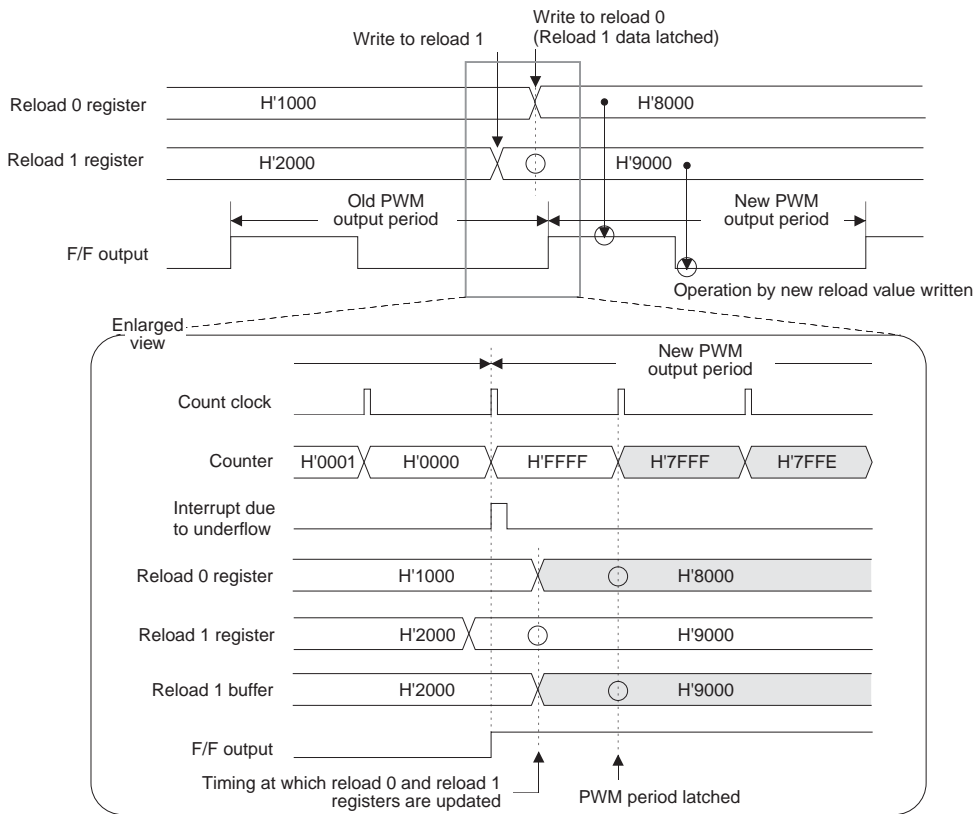 Write to reload 1
Write to reload 0
(Reload 1 data latched)
Reload 0 register
H'1000
H'8000
Reload 1 register
H'2000
H'9000
Old PWM
output period
New PWM
output period
F/F output
Operation by new reload value written
Enlarged
view
New PWM
output period
Count clock
Counter
H'0001
H'0000
H'FFFF
H'7FFF
H'7FFE
Interrupt due
to underflow
Reload 0 register
H'1000
H'8000
Reload 1 register
H'2000
H'9000
Reload 1 buffer
H'2000
H'9000
F/F output
Timing at which reload 0 and reload 1
registers are updated
PWM period latched